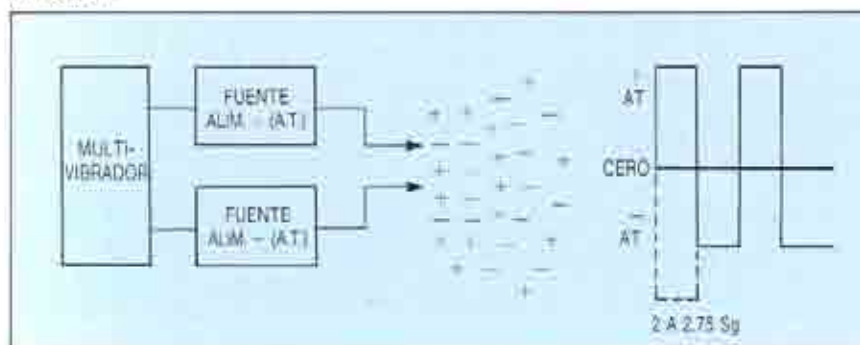 MULTI-
VIBRADOR
FUENTE
ALIM. - (A.T.)
FUENTE
ALIM. - (A.T.)
+
AT
CERO
-
AT
2 A 2.75 Sg